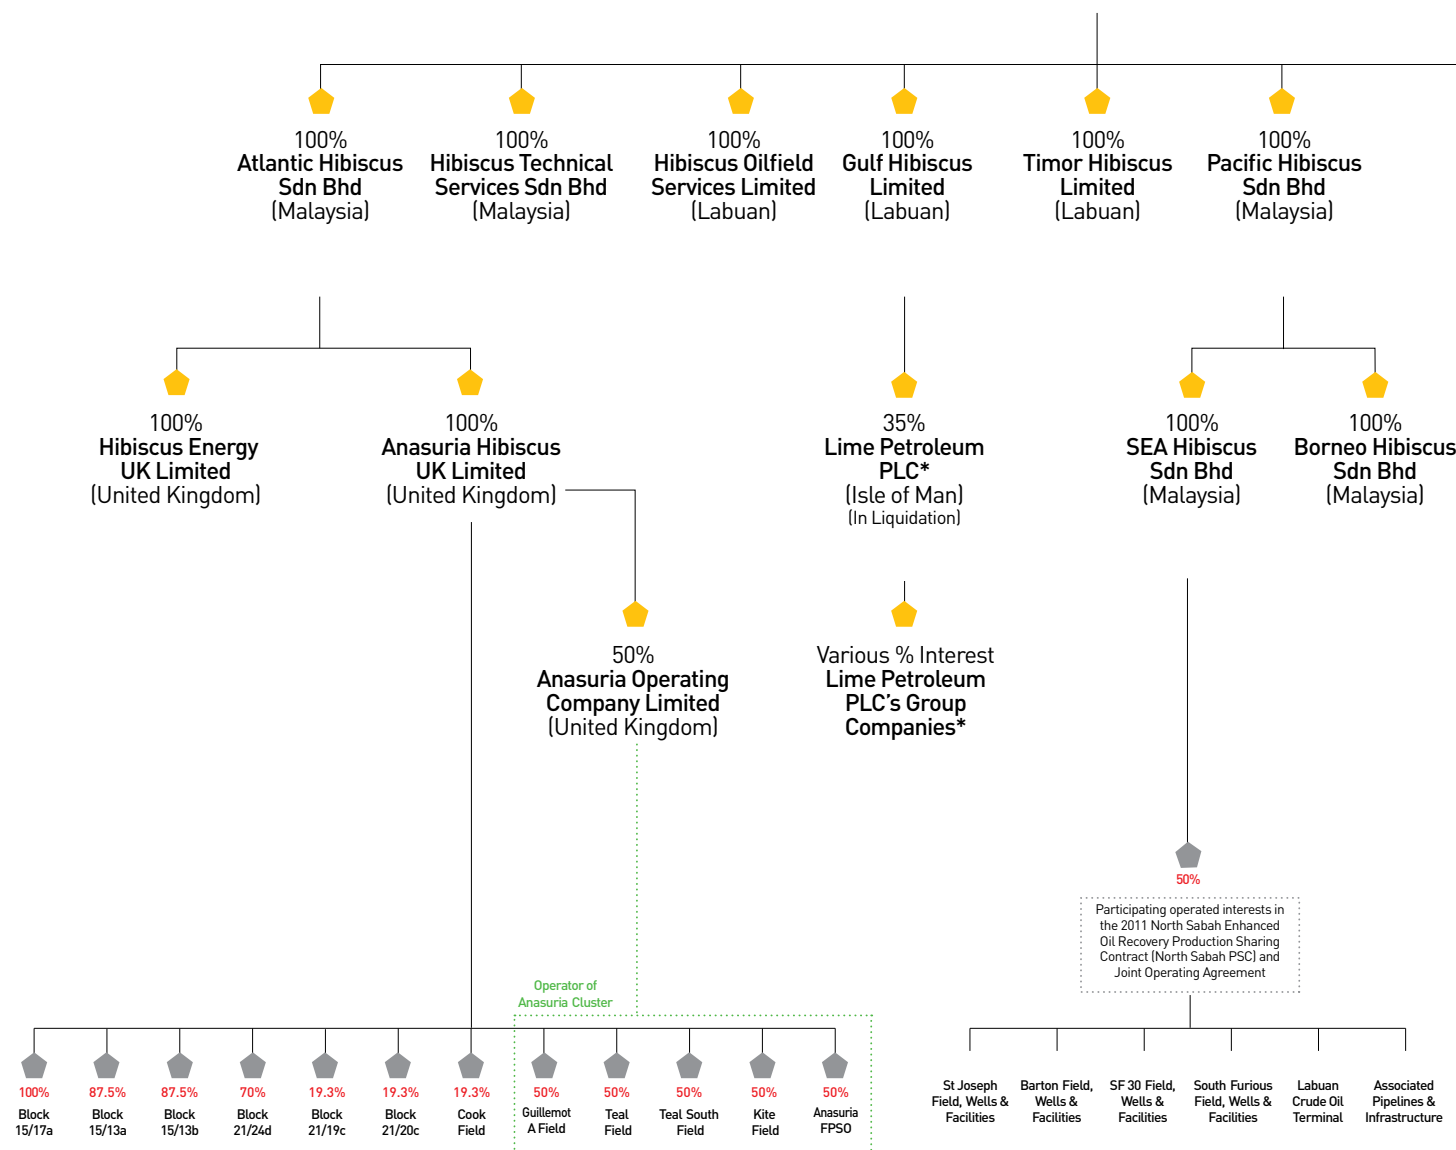 100%
Atlantic Hibiscus
Sdn Bhd
(Malaysia)
100%
Hibiscus Technical
Services Sdn Bhd
(Malaysia)
100%
Hibiscus Oilfield
Services Limited
(Labuan)
100%
Gulf Hibiscus
Limited
(Labuan)
100%
Timor Hibiscus
Limited
(Labuan)
100%
Pacific Hibiscus
Sdn Bhd
(Malaysia)
100%
Hibiscus Energy
UK Limited
(United Kingdom)
100%
Anasuria Hibiscus
UK Limited
(United Kingdom)
35%
Lime Petroleum
PLC*
(Isle of Man)
(In Liquidation)
100%
SEA Hibiscus
Sdn Bhd
(Malaysia)
100%
Borneo Hibiscus
Sdn Bhd
(Malaysia)
50%
Anasuria Operating
Company Limited
(United Kingdom)
Various % Interest
Lime Petroleum
PLC’s Group
Companies*
50%
Participating operated interests in
the 2011 North Sabah Enhanced
Oil Recovery Production Sharing
Contract (North Sabah PSC) and
Joint Operating Agreement
Operator of
Anasuria Cluster
100%
Block
15/17a
87.5%
Block
15/13a
87.5%
Block
15/13b
70%
Block
21/24d
19.3%
Block
21/19c
19.3%
Block
21/20c
19.3%
Cook
Field
50%
Guillemot
A Field
50%
Teal
Field
50%
Teal South
Field
50%
Kite
Field
50%
Anasuria
FPSO
St Joseph
Field, Wells &
Facilities
Barton Field,
Wells &
Facilities
SF 30 Field,
Wells &
Facilities
South Furious
Field, Wells &
Facilities
Labuan
Crude Oil
Terminal
Associated
Pipelines &
Infrastructure